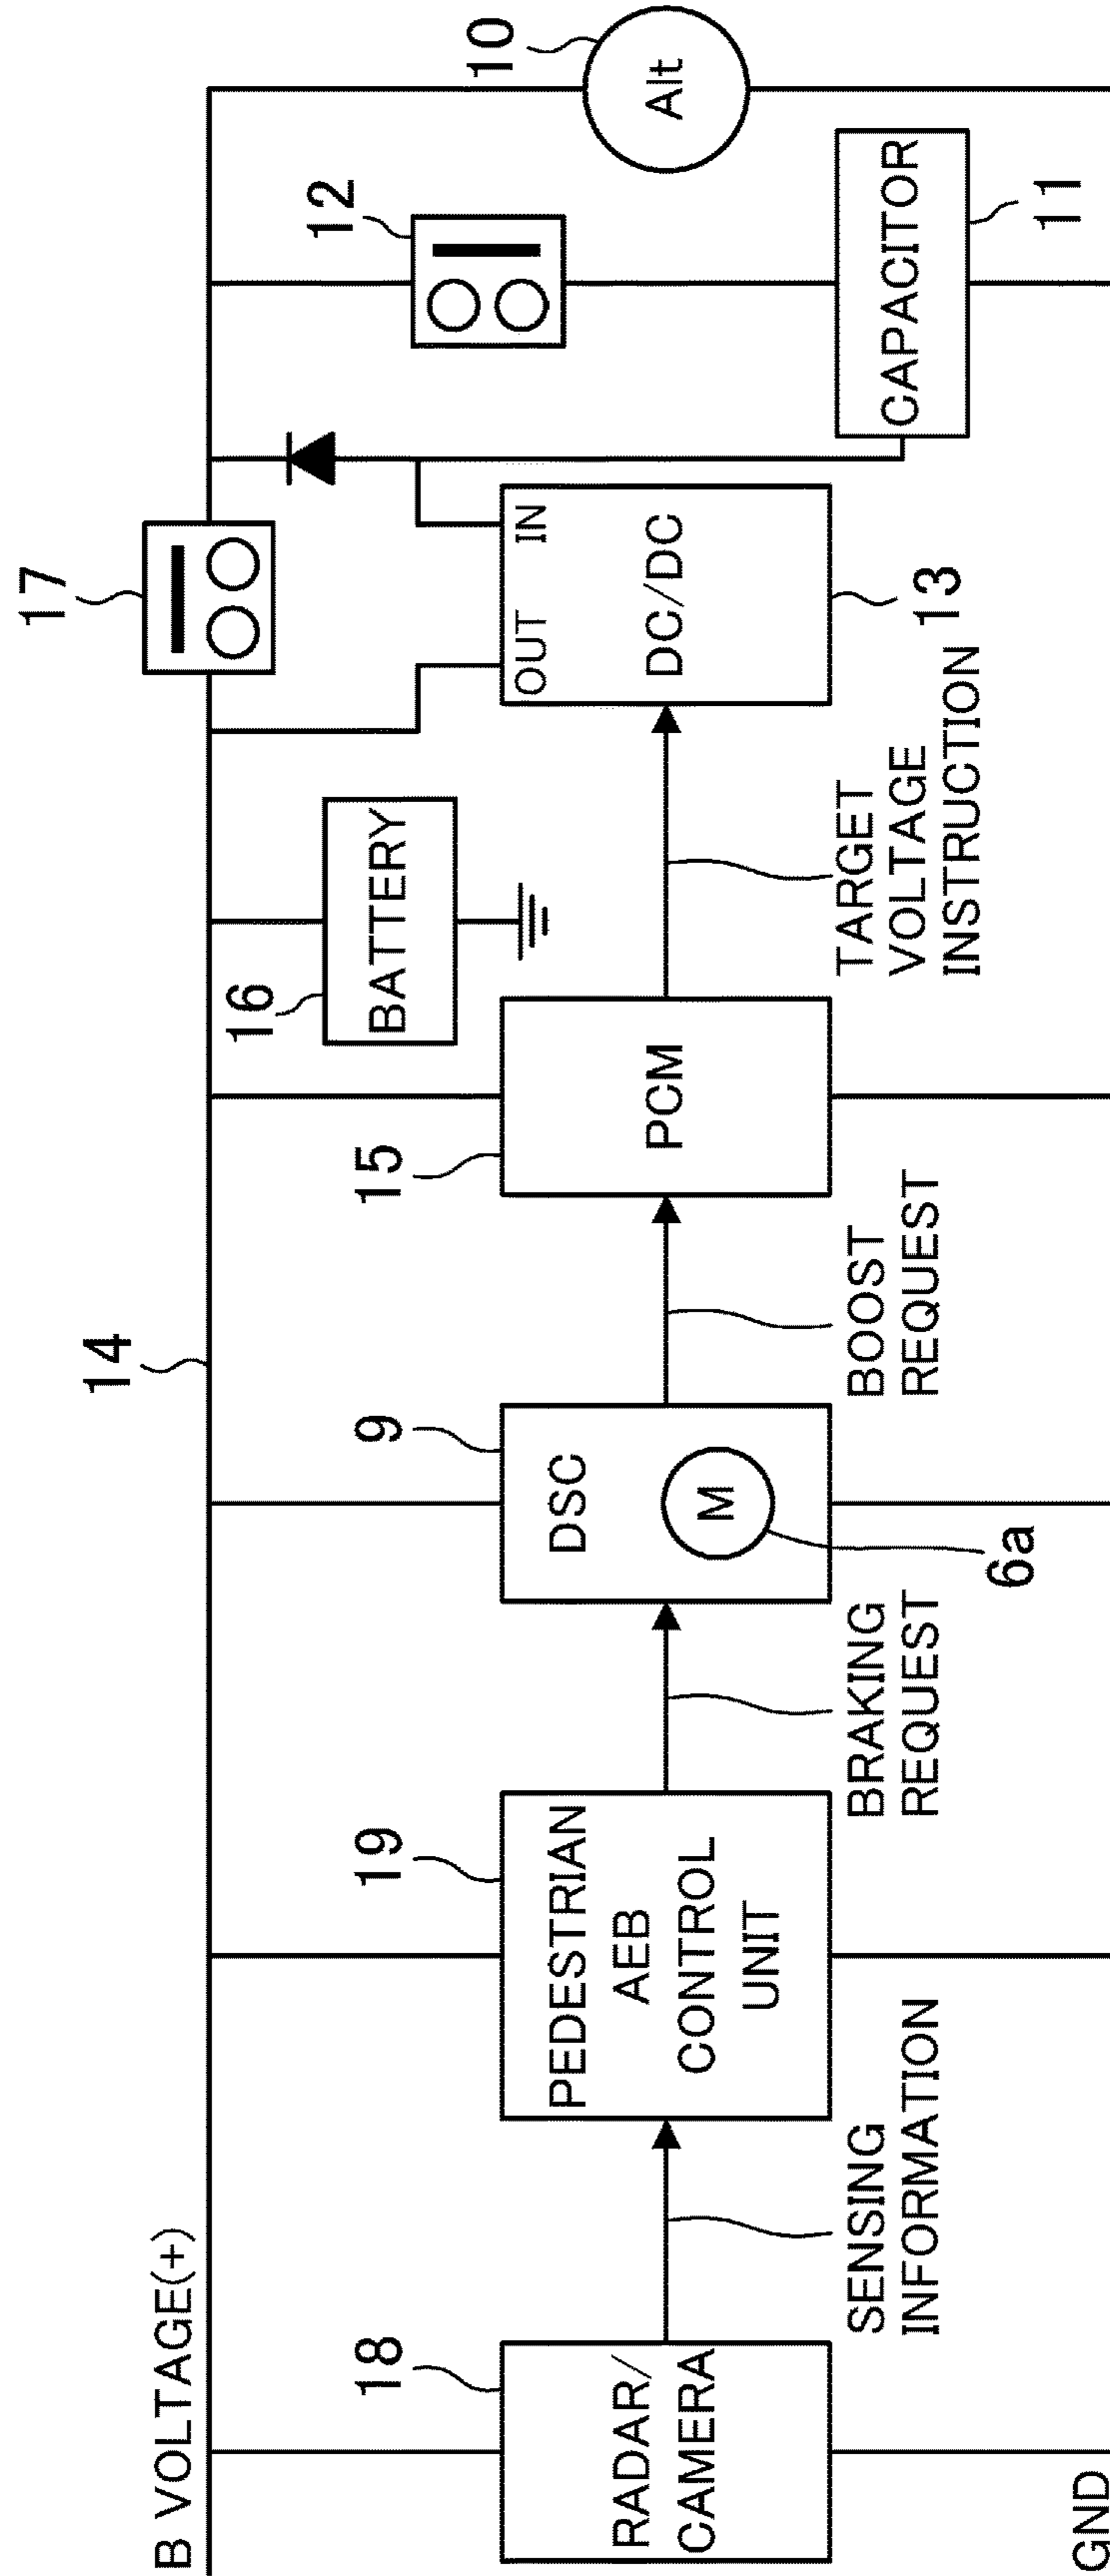 B VOLTAGE(+)
14
17
12
10
Alt
18
RADAR/
CAMERA
SENSING
INFORMATION
19
PEDESTRIAN
AEB
CONTROL
UNIT
BRAKING
REQUEST
9
DSC
M
6a
BOOST
REQUEST
15
PCM
16
BATTERY
TARGET
VOLTAGE
INSTRUCTION
OUT IN
DC/DC
13
CAPACITOR
11
GND